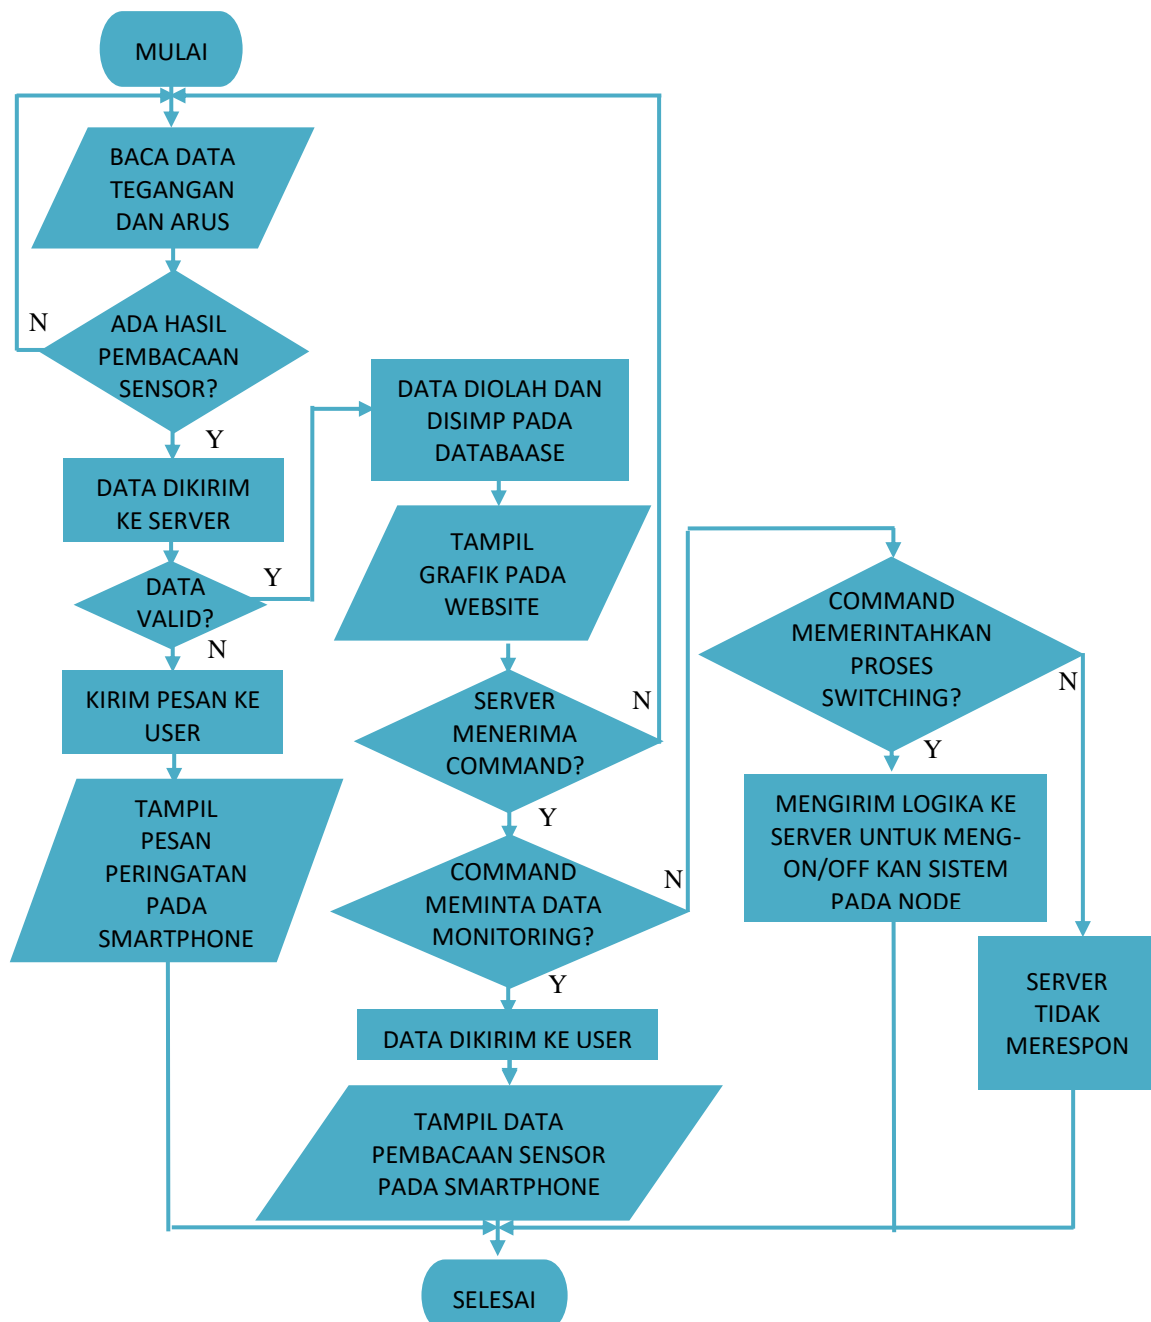 MULAI
BACA DATA
TEGANGAN
DAN ARUS
N
ADA HASIL
PEMBACAAN
SENSOR?
Y
DATA DIKIRIM
KE SERVER
DATA
VALID?
Y
N
KIRIM PESAN KE
USER
TAMPIL
PESAN
PERINGATAN
PADA
SMARTPHONE
DATA DIOLAH DAN
DISIMP PADA
DATABAASE
TAMPIL
GRAFIK PADA
WEBSITE
SERVER
MENERIMA
COMMAND?
N
Y
COMMAND
MEMINTA DATA
MONITORING?
N
Y
DATA DIKIRIM KE USER
TAMPIL DATA
PEMBACAAN SENSOR
PADA SMARTPHONE
COMMAND
MEMERINTAHKAN
PROSES
SWITCHING?
N
Y
MENGIRIM LOGIKA KE
SERVER UNTUK MENG-
ON/OFF KAN SISTEM
PADA NODE
SERVER
TIDAK
MERESPON
SELESAI